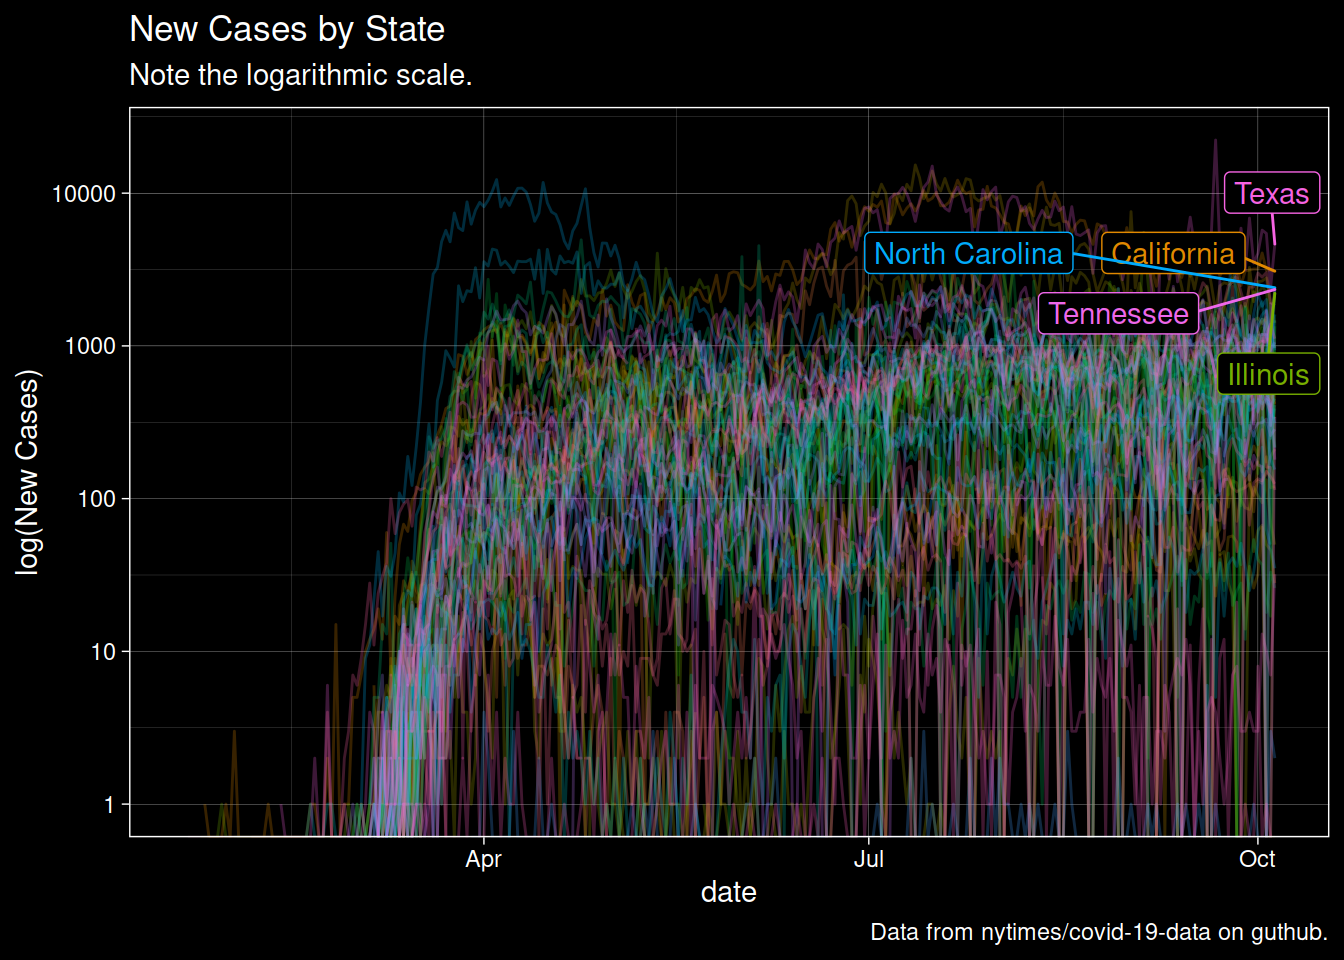 New Cases by State
Note the logarithmic scale.
10000
1000
100
10
1
log(New Cases)
Texas
North Carolina
California
Tennessee
Illinois
Apr
Jul
Oct
date
Data from nytimes/covid-19-data on guthub.